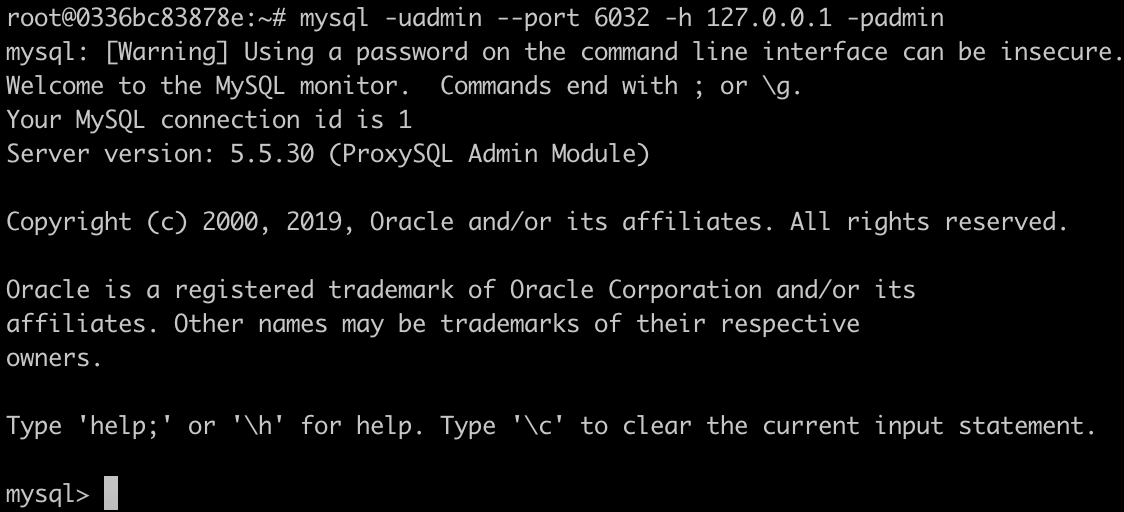 root@0336bc83878e:~# mysql -uadmin --port 6032 -h 127.0.0.1 -padmin
mysql: [Warning] Using a password on the command line interface can be insecure.
Welcome to the MySQL monitor.  Commands end with ; or \g.
Your MySQL connection id is 1
Server version: 5.5.30 (ProxySQL Admin Module)
Copyright (c) 2000, 2019, Oracle and/or its affiliates. All rights reserved.
Oracle is a registered trademark of Oracle Corporation and/or its
affiliates. Other names may be trademarks of their respective
owners.
Type 'help;' or '\h' for help. Type '\c' to clear the current input statement.
mysql>